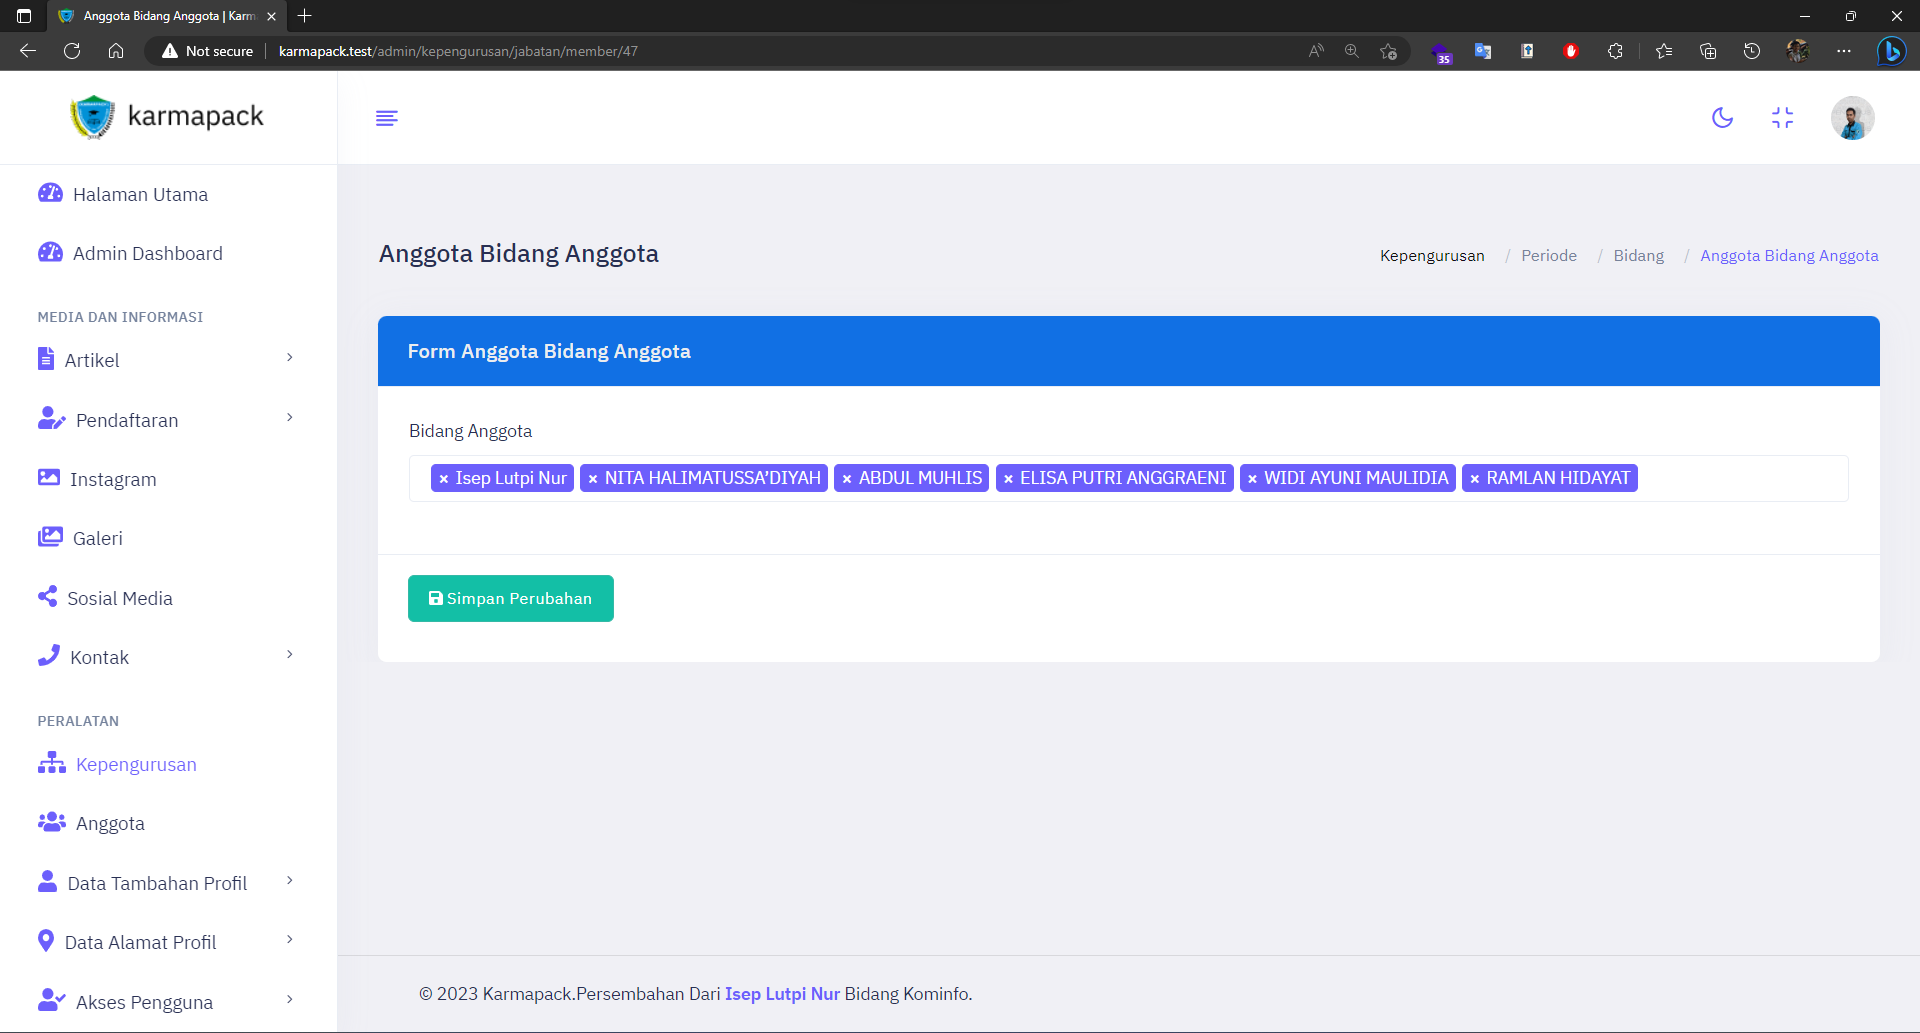 Anggota Bidang Anggota | Karm
Not secure
karmapack.test/admin/kepengurusan/jabatan/member/47
35
karmapack
Halaman Utama
Admin Dashboard
MEDIA DAN INFORMASI
Artikel
Pendaftaran
Instagram
Galeri
Sosial Media
Kontak
PERALATAN
Kepengurusan
Anggota
Data Tambahan Profil
Data Alamat Profil
Akses Pengguna
Anggota Bidang Anggota
Kepengurusan / Periode / Bidang / Anggota Bidang Anggota
Form Anggota Bidang Anggota
Bidang Anggota
× Isep Lutpi Nur × NITA HALIMATUSSA’DIYAH × ABDUL MUHLIS × ELISA PUTRI ANGGRAENI × WIDI AYUNI MAULIDIA × RAMLAN HIDAYAT
Simpan Perubahan
© 2023 Karmapack.Persembahan Dari Isep Lutpi Nur Bidang Kominfo.